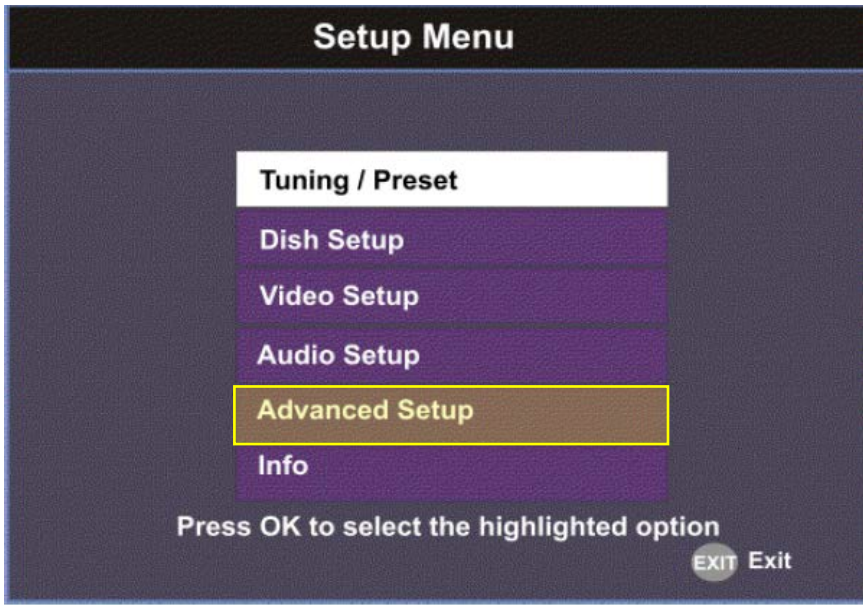 Setup Menu
Tuning / Preset
Dish Setup
Video Setup
Audio Setup
Advanced Setup
Info
Press OK to select the highlighted option
EXIT Exit